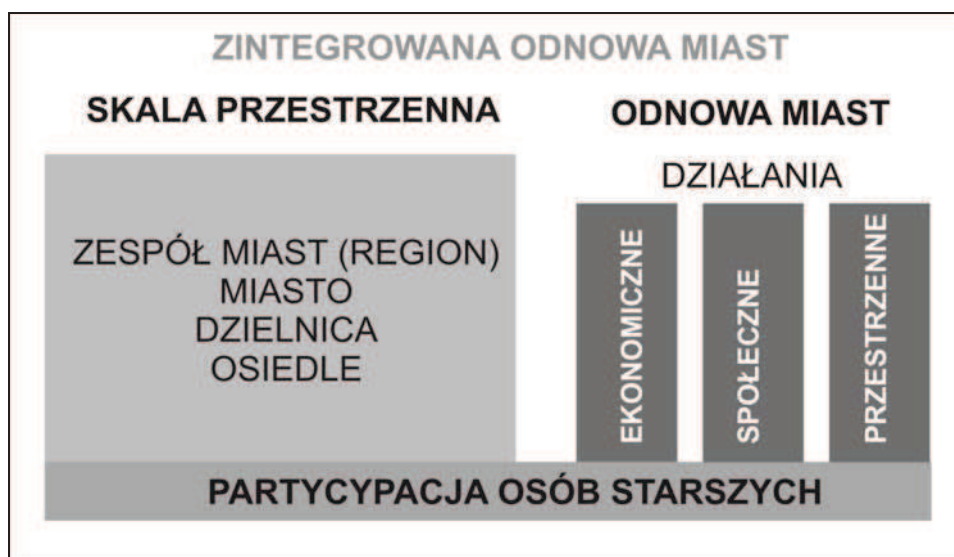 ZINTEGROWANA ODNOWA MIAST
SKALA PRZESTRZENNA
ZESPÓŁ MIAST (REGION)
MIASTO
DZIELNICA
OSIEDLE
ODNOWA MIAST
DZIAŁANIA
EKONOMICZNE
SPOŁECZNE
PRZESTRZENNE
PARTYCYPACJA OSÓB STARSZYCH